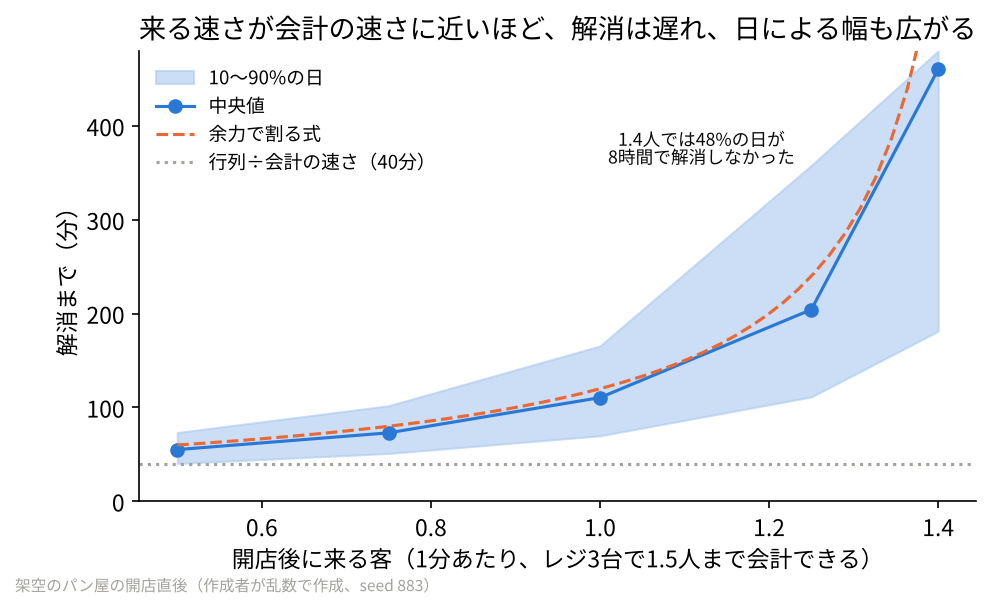 来る速さが会計の速さに近いほど、解消は遅れ、日による幅も広がる
10〜90%の日
中央値
余力で割る式
行列÷会計の速さ（40分）
1.4人では48%の日が
8時間で解消しなかった
解消まで（分）
400
300
200
100
0
0.6
0.8
1.0
1.2
1.4
開店後に来る客（1分あたり、レジ3台で1.5人まで会計できる）
架空のパン屋の開店直後（作成者が乱数で作成、seed 883）